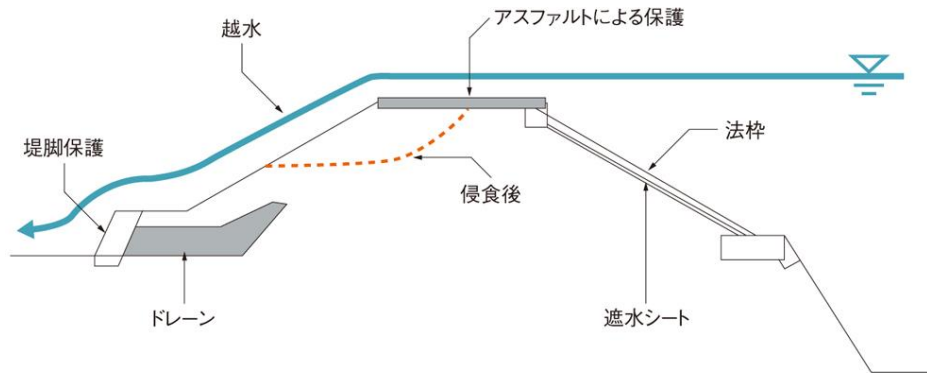 アスファルトによる保護
越水
法枠
堤脚保護
侵食後
ドレーン
遮水シート